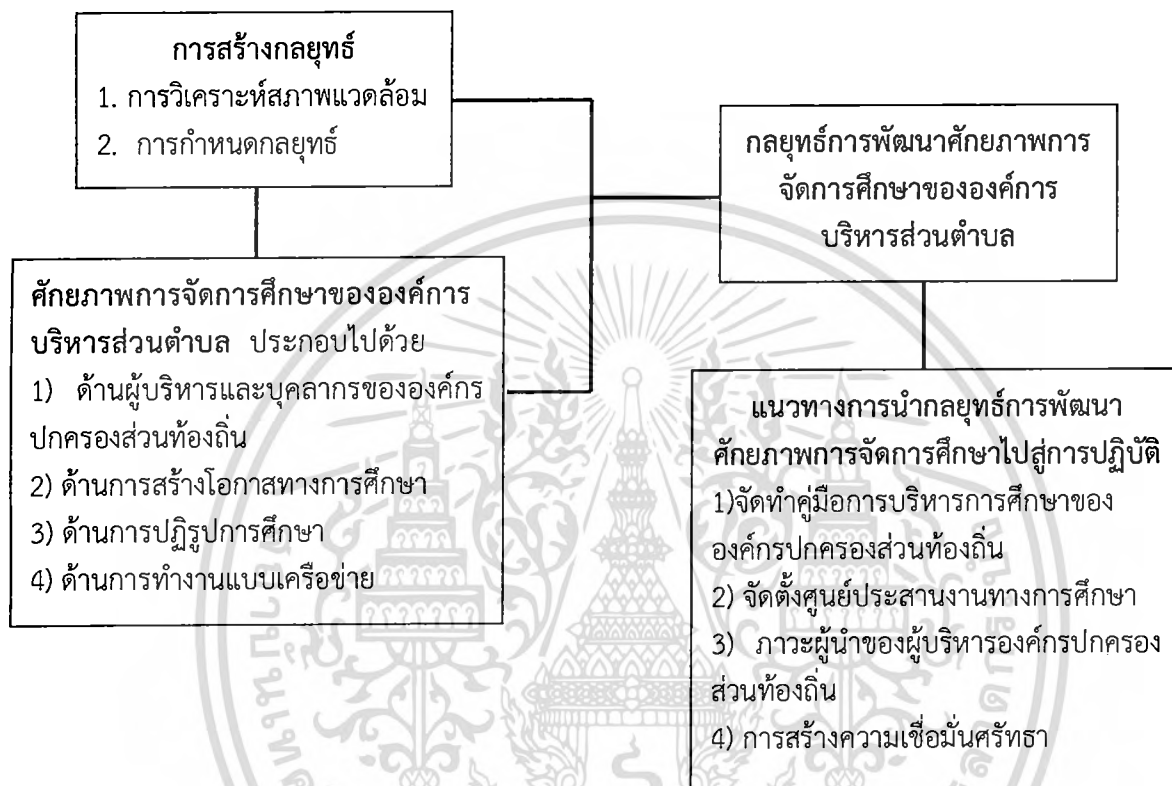 การสร้างกลยุทธ์
1. การวิเคราะห์สภาพแวดล้อม
2. การกำหนดกลยุทธ์
ศักยภาพการจัดการศึกษาขององค์การ
บริหารส่วนตำบล ประกอบไปด้วย
1) ด้านผู้บริหารและบุคลากรขององค์กร
ปกครองส่วนท้องถิ่น
2) ด้านการสร้างโอกาสทางการศึกษา
3) ด้านการปฏิรูปการศึกษา
4) ด้านการทำงานแบบเครือข่าย
กลยุทธ์การพัฒนาศักยภาพการ
จัดการศึกษาขององค์การ
บริหารส่วนตำบล
แนวทางการนำกลยุทธ์การพัฒนา
ศักยภาพการจัดการศึกษาไปสู่การปฏิบัติ
1)จัดทำคู่มือการบริหารการศึกษาของ
องค์กรปกครองส่วนท้องถิ่น
2) จัดตั้งศูนย์ประสานงานทางการศึกษา
3) ภาวะผู้นำของผู้บริหารองค์กรปกครอง
ส่วนท้องถิ่น
4) การสร้างความเชื่อมั่นศรัทธา